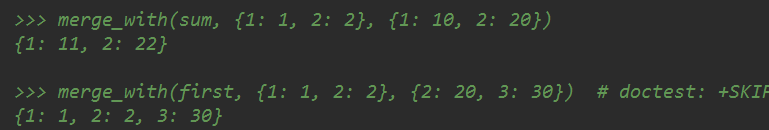 >>> merge_with(sum, {1: 1, 2: 2}, {1: 10, 2: 20})
{1: 11, 2: 22}
>>> merge_with(first, {1: 1, 2: 2}, {2: 20, 3: 30})  # doctest: +SKIP
{1: 1, 2: 2, 3: 30}